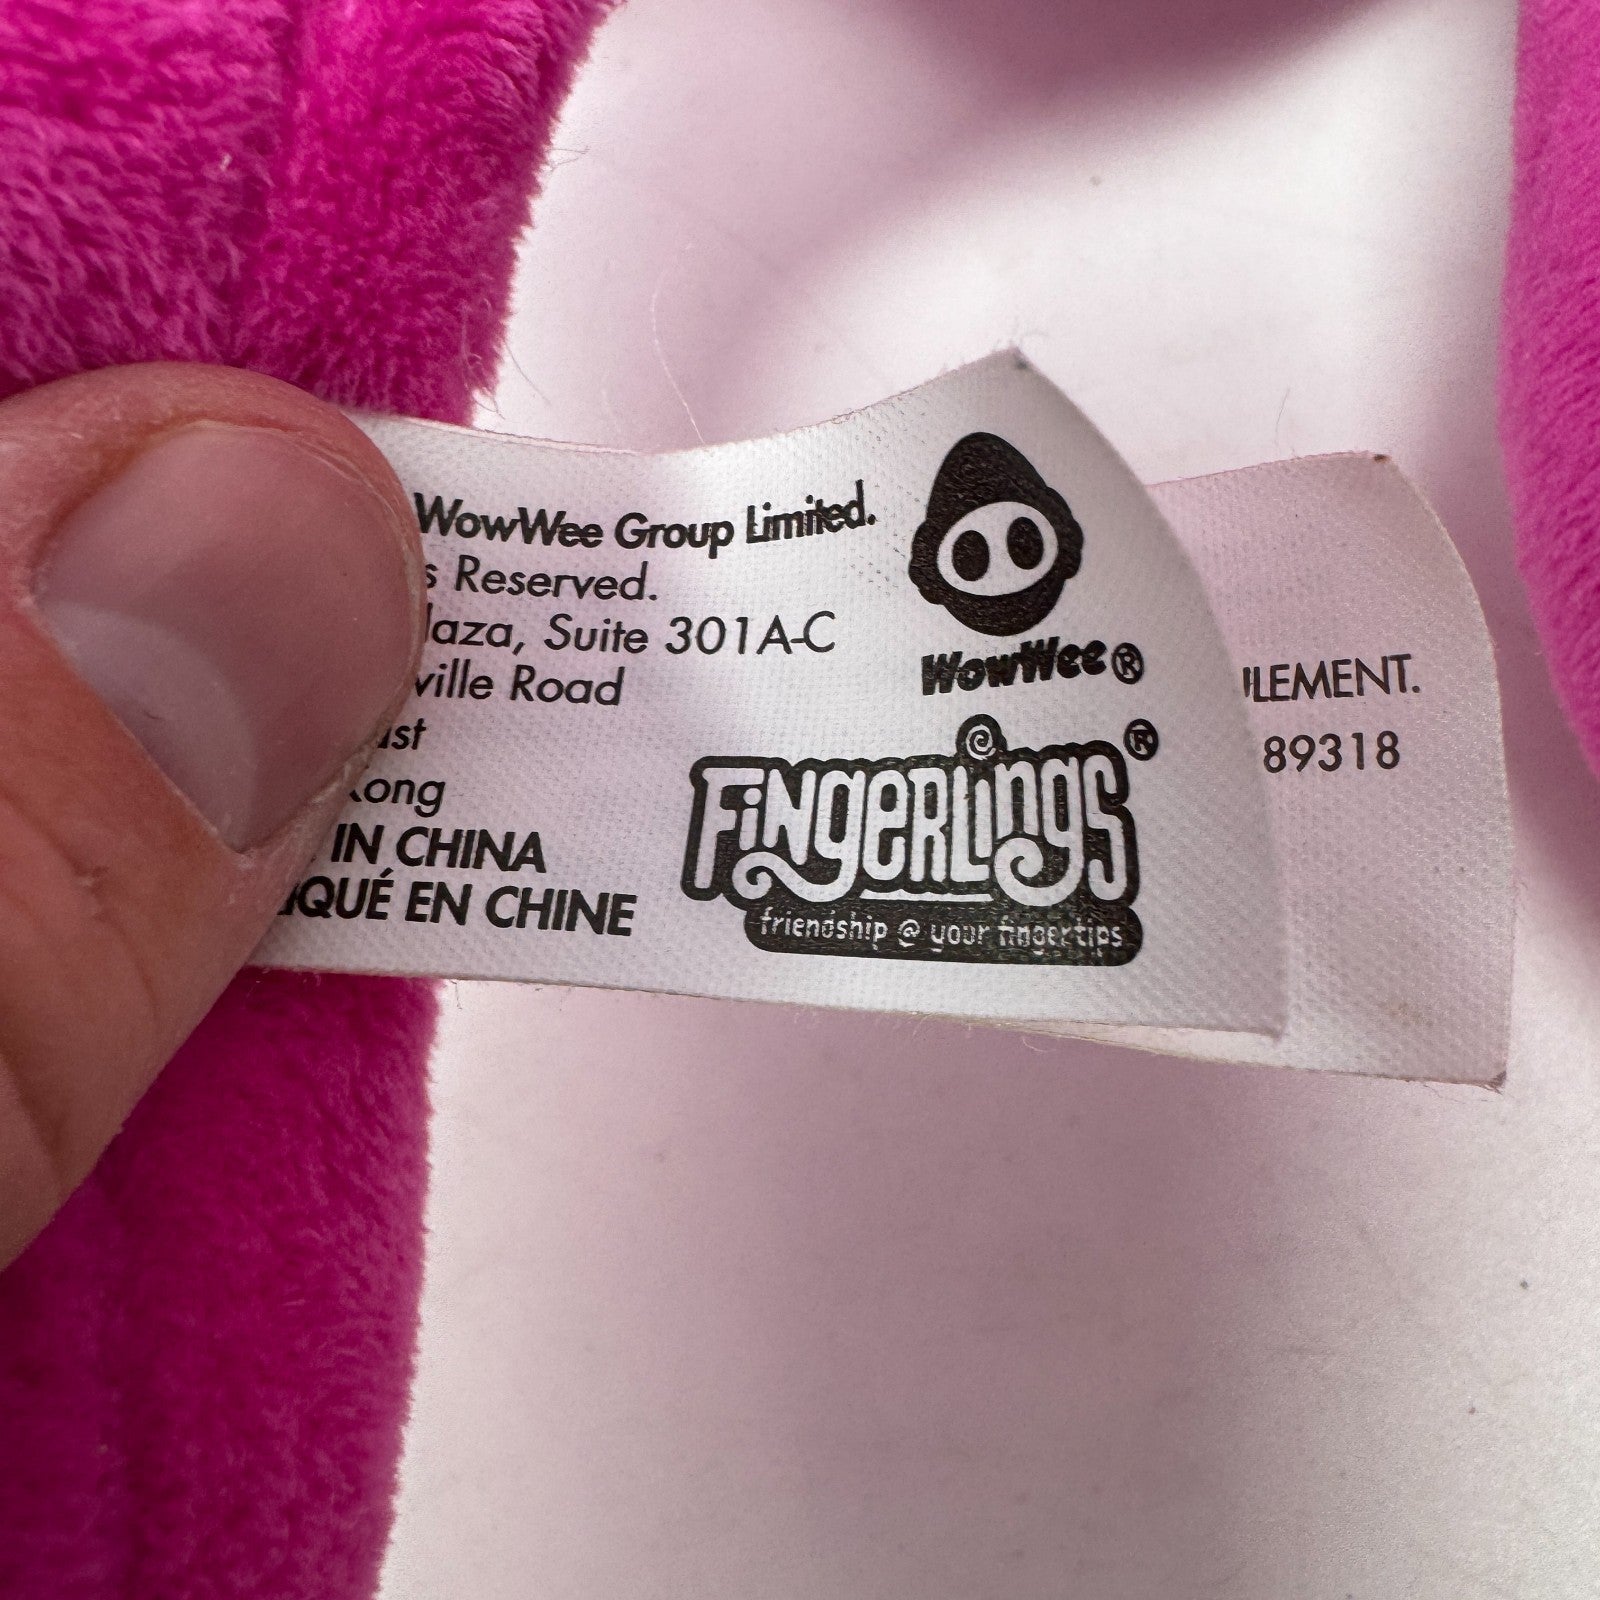 WowWee Group Limited.
s Reserved.
laza, Suite 301A-C
ville Road
ast
Kong
IN CHINA
IQUÉ EN CHINE
WowWee®
Fingerlings®
friendship @ your fingertips
LEMENT.
89318